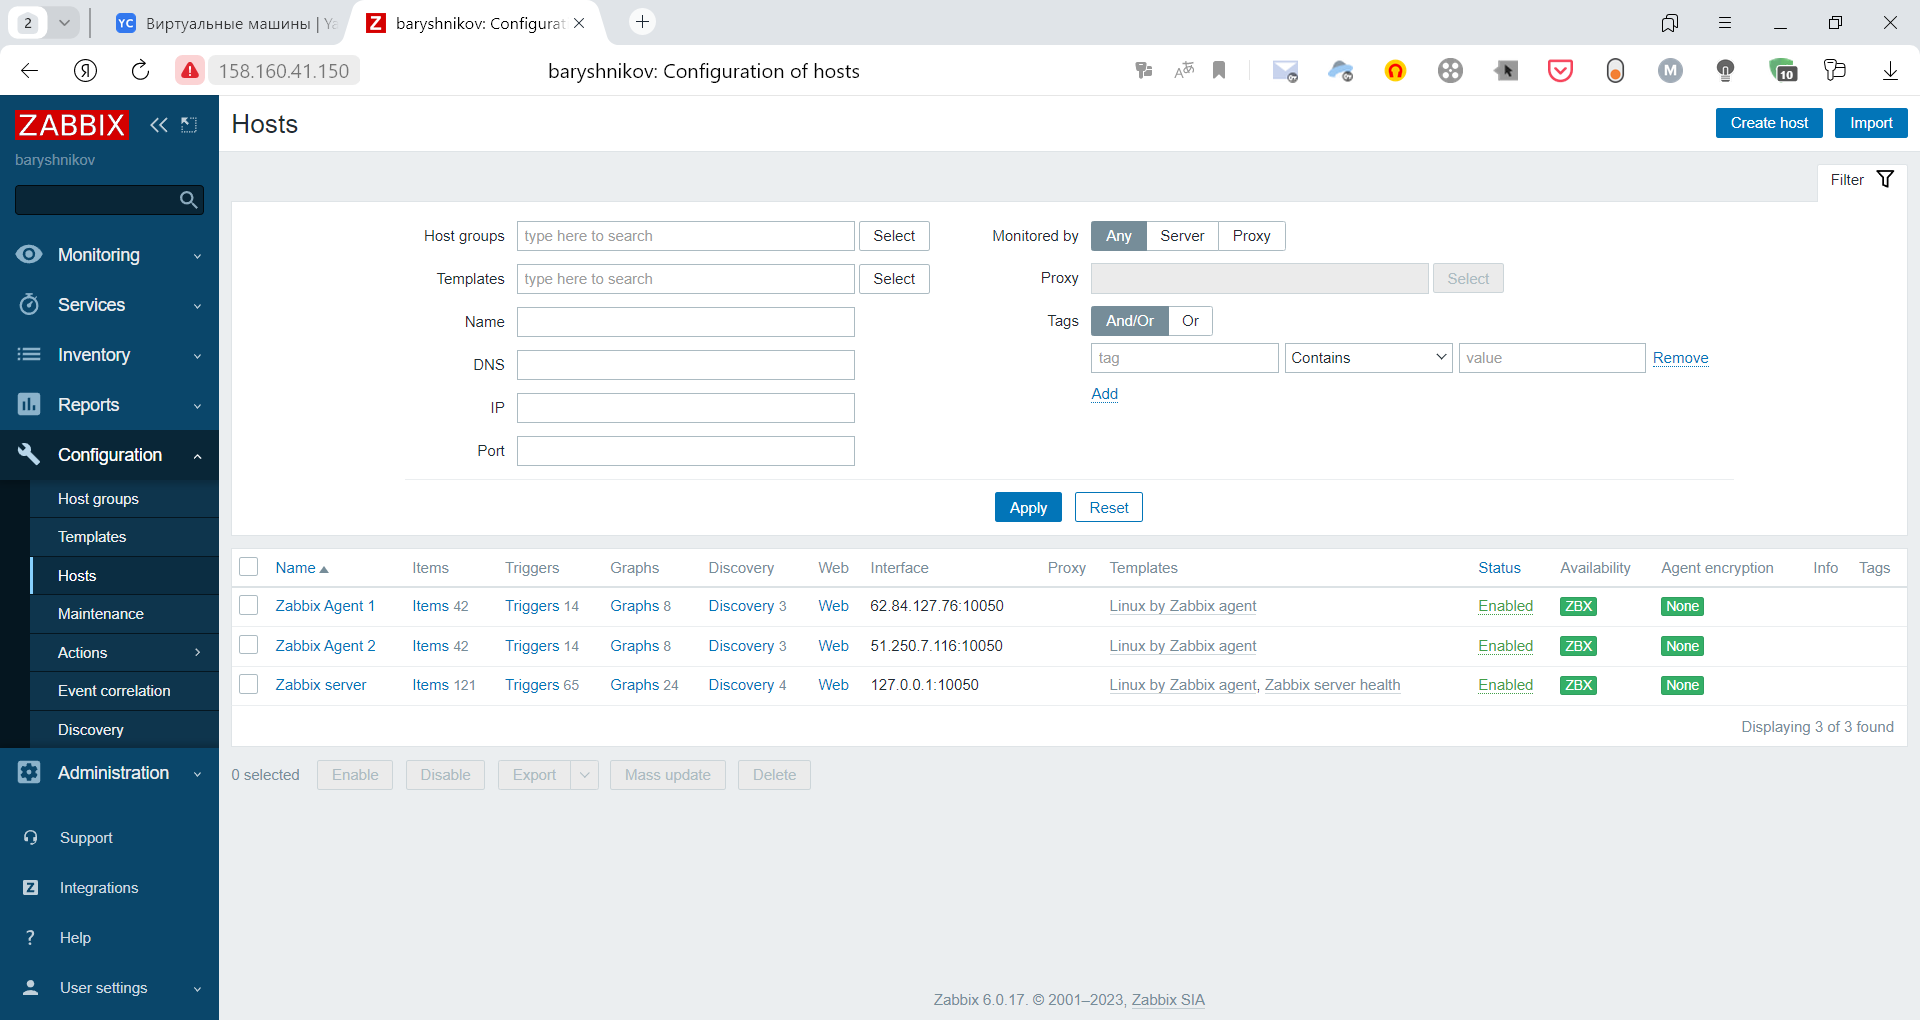 2
YC Виртуальные машины | Ya
Z baryshnikov: Configurat
Я
158.160.41.150
baryshnikov: Configuration of hosts
M
10
ZABBIX
baryshnikov
Monitoring
Services
Inventory
Reports
Configuration
Host groups
Templates
Hosts
Maintenance
Actions
Event correlation
Discovery
Administration
Support
Z Integrations
? Help
User settings
Hosts
Create host Import
Filter
Host groups type here to search Select
Templates type here to search Select
Name
DNS
IP
Port
Monitored by Any Server Proxy
Proxy Select
Tags And/Or Or
tag Contains value Remove
Add
Apply Reset
Name Items Triggers Graphs Discovery Web Interface Proxy Templates Status Availability Agent encryption Info Tags
Zabbix Agent 1 Items 42 Triggers 14 Graphs 8 Discovery 3 Web 62.84.127.76:10050 Linux by Zabbix agent Enabled ZBX None
Zabbix Agent 2 Items 42 Triggers 14 Graphs 8 Discovery 3 Web 51.250.7.116:10050 Linux by Zabbix agent Enabled ZBX None
Zabbix server Items 121 Triggers 65 Graphs 24 Discovery 4 Web 127.0.0.1:10050 Linux by Zabbix agent, Zabbix server health Enabled ZBX None
Displaying 3 of 3 found
0 selected Enable Disable Export Mass update Delete
Zabbix 6.0.17. © 2001–2023, Zabbix SIA